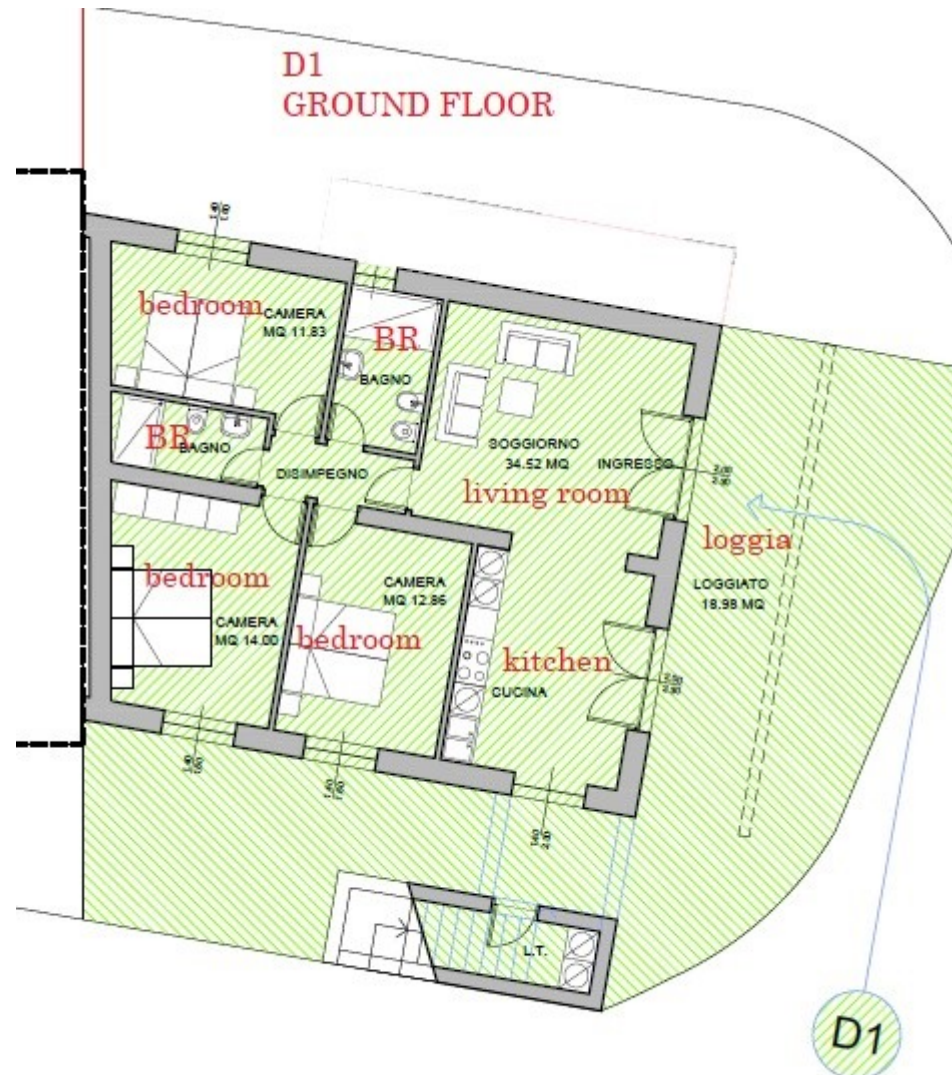 D1
GROUND FLOOR
bedroom
CAMERA
MQ 11.83
BR
BAGNO
BR
BAGNO
DISIMPEGNO
SOGGIORNO
34.52 MQ
INGRESSO
living room
loggia
LOGGIATO
18.98 MQ
bedroom
CAMERA
MQ 14.00
CAMERA
MQ 12.86
bedroom
kitchen
CUCINA
L.T.
D1